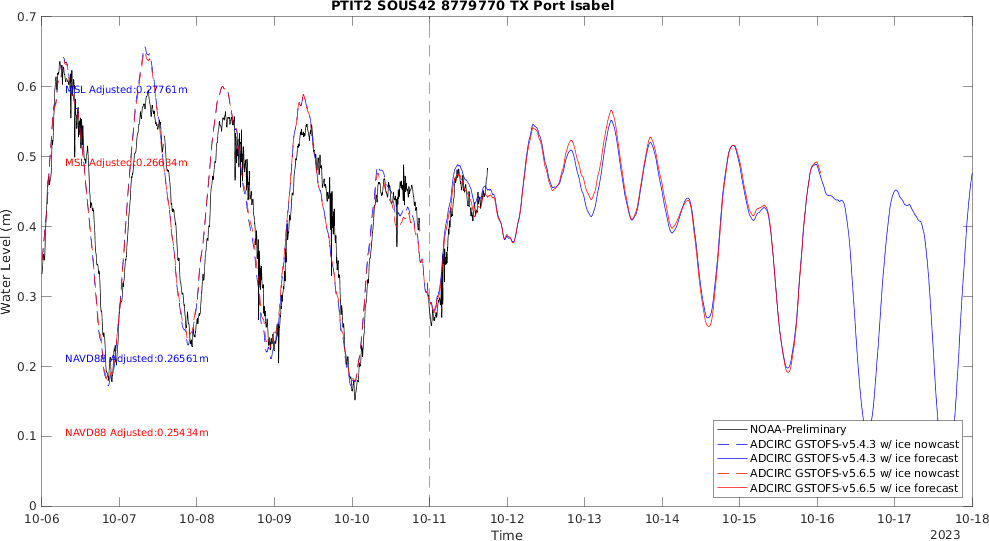 PTIT2 SOUS42 8779770 TX Port Isabel
0.7
0.6
0.5
0.4
0.3
0.2
0.1
0
Water Level (m)
MSL Adjusted:0.27761m
MSL Adjusted:0.26634m
NAVD88 Adjusted:0.26561m
NAVD88 Adjusted:0.25434m
NOAA-Preliminary
ADCIRC GSTOFS-v5.4.3 w/ ice nowcast
ADCIRC GSTOFS-v5.4.3 w/ ice forecast
ADCIRC GSTOFS-v5.6.5 w/ ice nowcast
ADCIRC GSTOFS-v5.6.5 w/ ice forecast
10-06 10-07 10-08 10-09 10-10 10-11 10-12 10-13 10-14 10-15 10-16 10-17 10-18
Time
2023